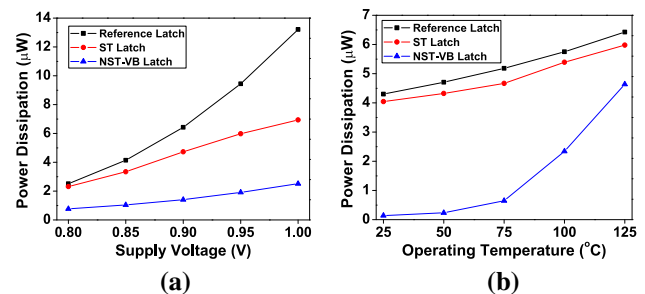 14
12
10
8
6
4
2
0
Power Dissipation (μW)
Reference Latch
ST Latch
NST-VB Latch
0.80 0.85 0.90 0.95 1.00
Supply Voltage (V)
(a)
8
7
6
5
4
3
2
1
0
Power Dissipation (μW)
Reference Latch
ST Latch
NST-VB Latch
25 50 75 100 125
Operating Temperature (°C)
(b)